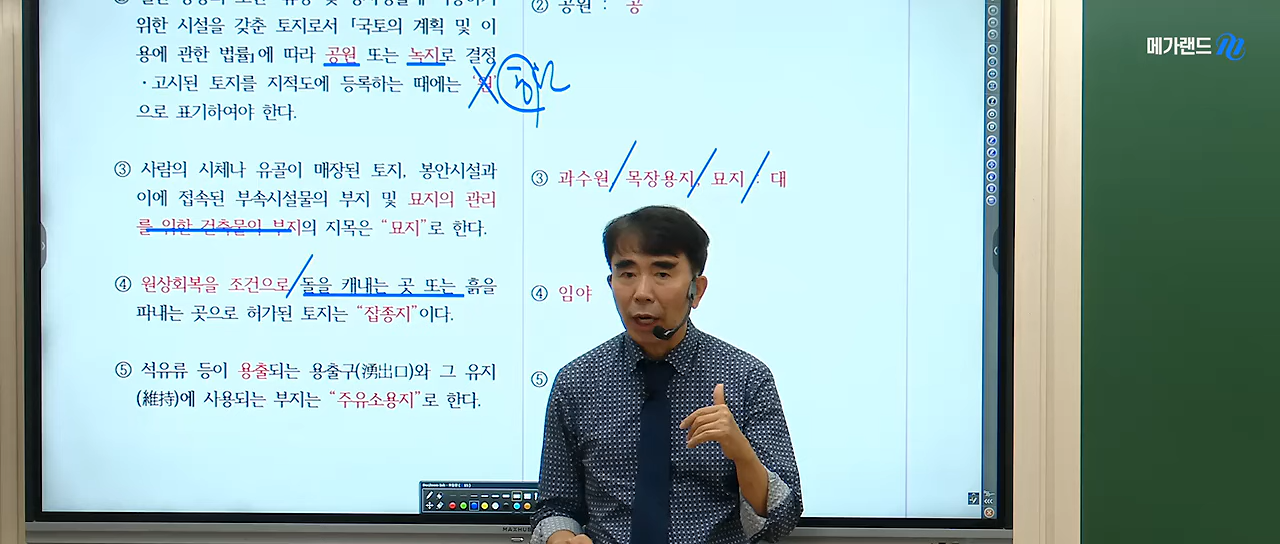 위한 시설을 갖춘 토지로서 「국토의 계획 및 이
용에 관한 법률」에 따라 공원 또는 녹지로 결정
·고시된 토지를 지적도에 등록하는 때에는 '원'
으로 표기하여야 한다.
③ 사람의 시체나 유골이 매장된 토지, 봉안시설과
이에 접속된 부속시설물의 부지 및 묘지의 관리
를 위한 건축물의 부지의 지목은 "묘지"로 한다.
④ 원상회복을 조건으로 돌을 캐내는 곳 또는 흙을
파내는 곳으로 허가된 토지는 "잡종지"이다.
⑤ 석유류 등이 용출되는 용출구(湧出口)와 그 유지
(維持)에 사용되는 부지는 "주유소용지"로 한다.
② 공원 : 공
③ 과수원 목장용지, 묘지 : 대
④ 임야
⑤
메가랜드
MAXHUB